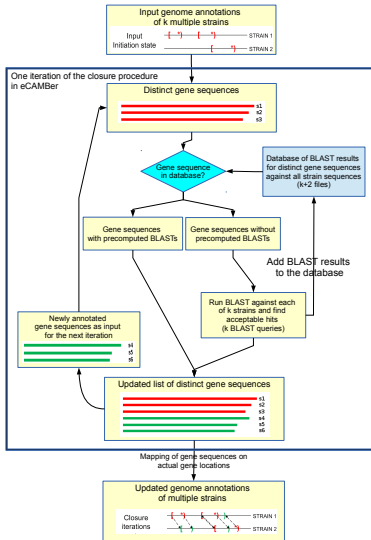 Input genome annotations
of k multiple strains
Input
Initiation state
STRAIN 1
STRAIN 2
One iteration of the closure procedure
in eCAMBer
Distinct gene sequences
s1
s2
s3
Gene sequence
in database?
Database of BLAST results
for distinct gene sequences
against all strain sequences
(k+2 files)
Gene sequences
with precomputed BLASTs
Gene sequences without
precomputed BLASTs
Add BLAST results
to the database
Run BLAST against each
of k strains and find
acceptable hits
(k BLAST queries)
Newly annotated
gene sequences as input
for the next iteration
s4
s5
s6
Updated list of distinct gene sequences
s1
s2
s3
s4
s5
s6
Mapping of gene sequences on
actual gene locations
Updated genome annotations
of multiple strains
Closure
iterations
STRAIN 1
STRAIN 2